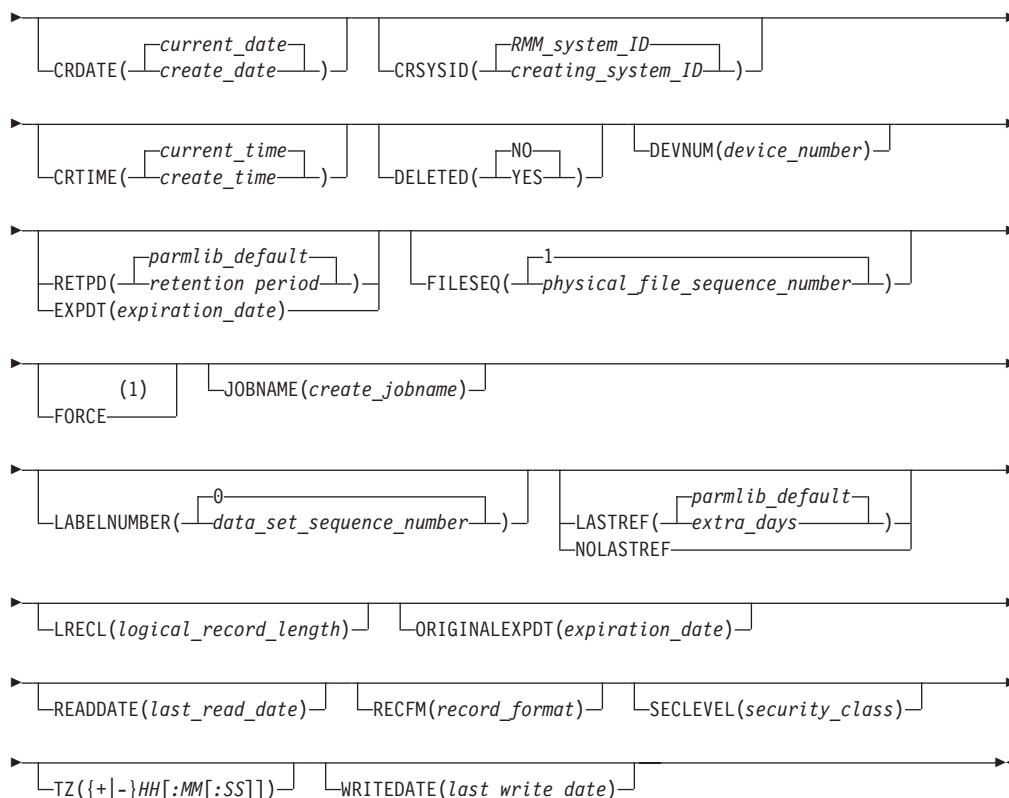 current_date RMM_system_ID
CRDATE( create_date ) CRSYSID( creating_system_ID )
current_time NO DEVNUM(device_number)
CRTIME( create_time ) DELETED( YES )
parmlib_default 1
RETPD( retention period ) FILESEQ( physical_file_sequence_number )
EXPDT(expiration_date)
(1) JOBNAME(create_jobname)
FORCE
0 parmlib_default
LABELNUMBER( data_set_sequence_number ) LASTREF( extra_days )
NOLASTREF
LRECL(logical_record_length) ORIGINALEXPDT(expiration_date)
READDATE(last_read_date) RECFM(record_format) SECLEVEL(security_class)
TZ({+|-}HH[:MM[:SS]]) WRITEDATE(last write date)